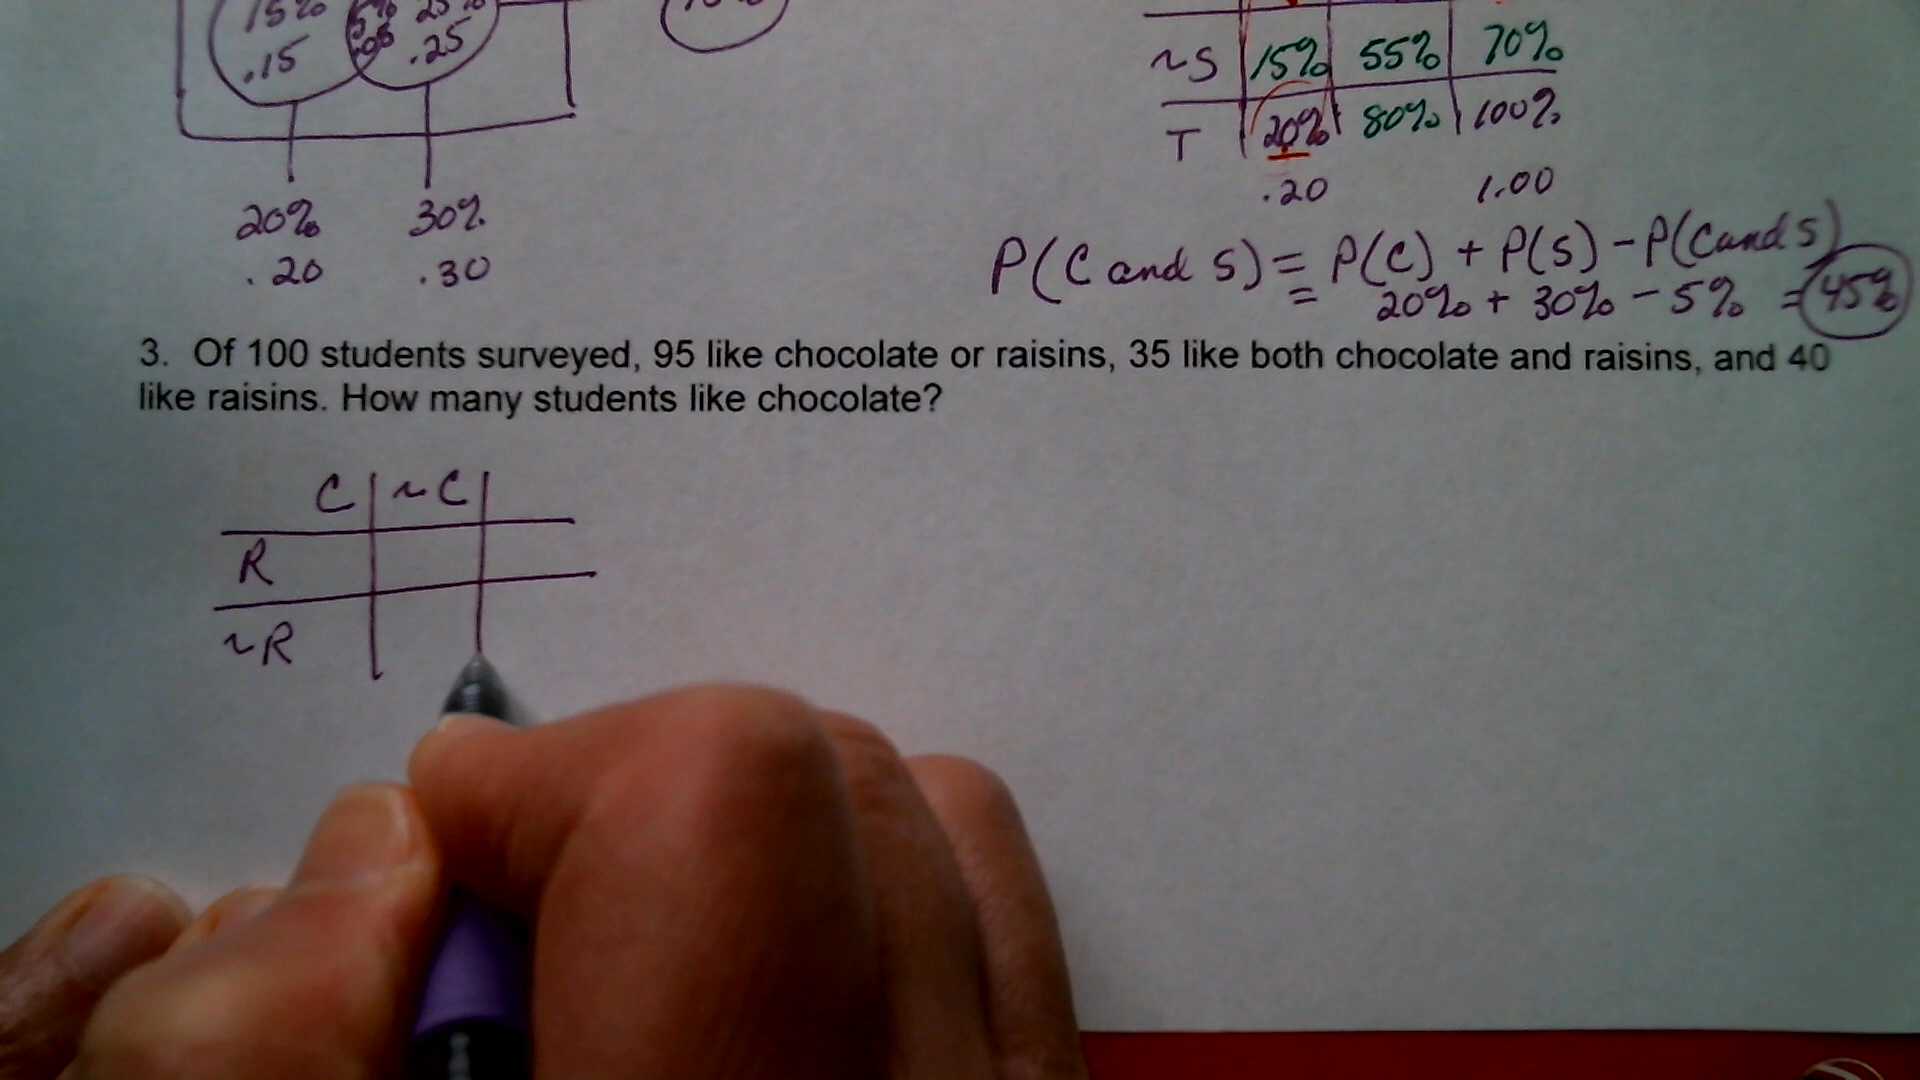 15% 5% 25%
.15 .05 .25
20% 30%
.20 .30
~S 15% 55% 70%
T 20% 80% 100%
.20 1.00
P(C and S) = P(C) + P(S) - P(C and S)
= 20% + 30% - 5% = 45%
3. Of 100 students surveyed, 95 like chocolate or raisins, 35 like both chocolate and raisins, and 40
like raisins. How many students like chocolate?
C ~C
R
~R